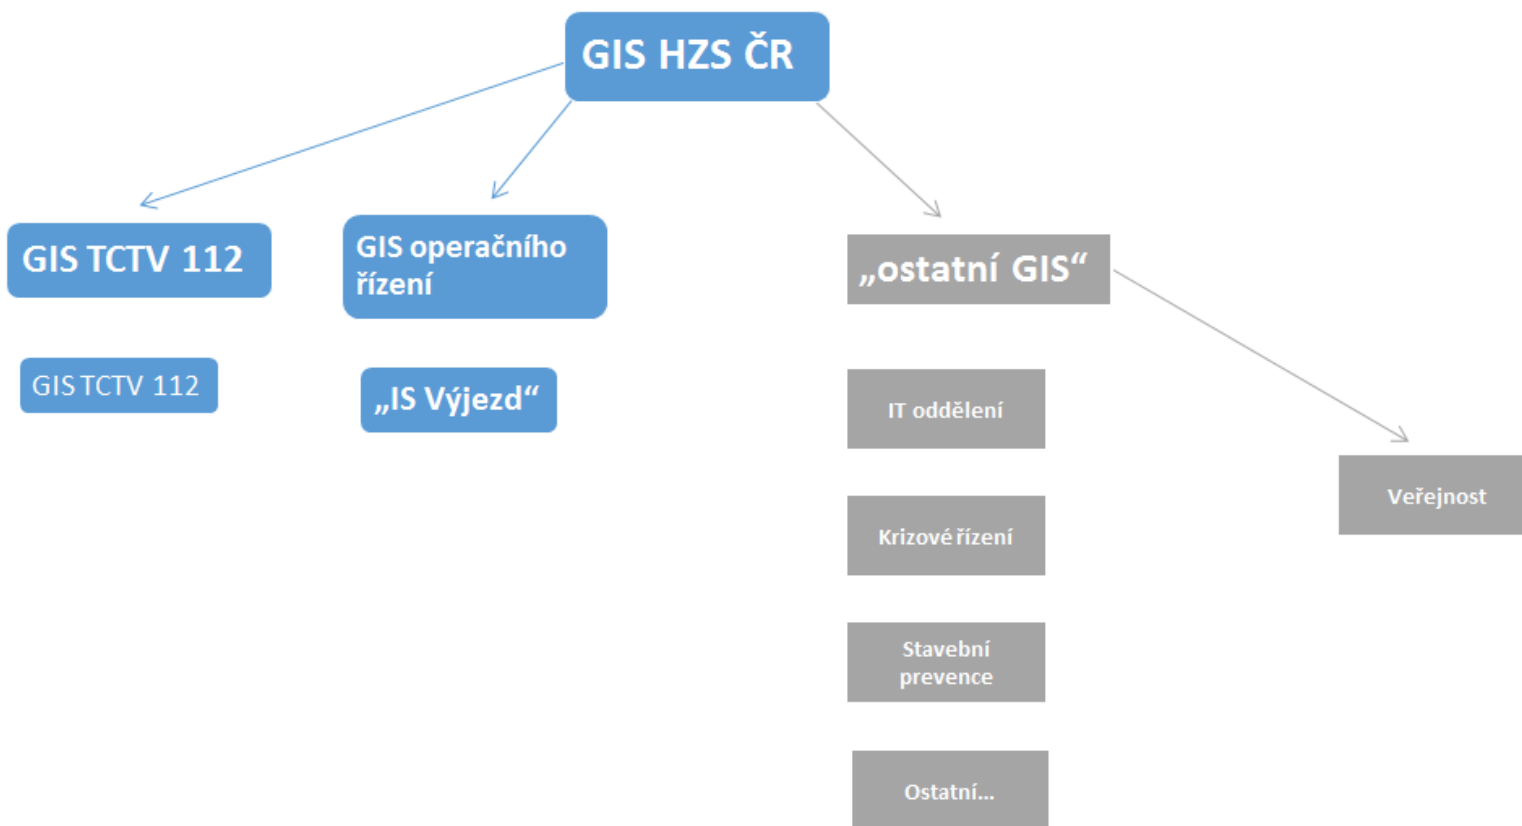 GIS HZS ČR
GIS TCTV 112
GIS operačního
řízení
„ostatní GIS“
GIS TCTV 112
„IS Výjezd“
IT oddělení
Krizové řízení
Veřejnost
Stavební
prevence
Ostatní...